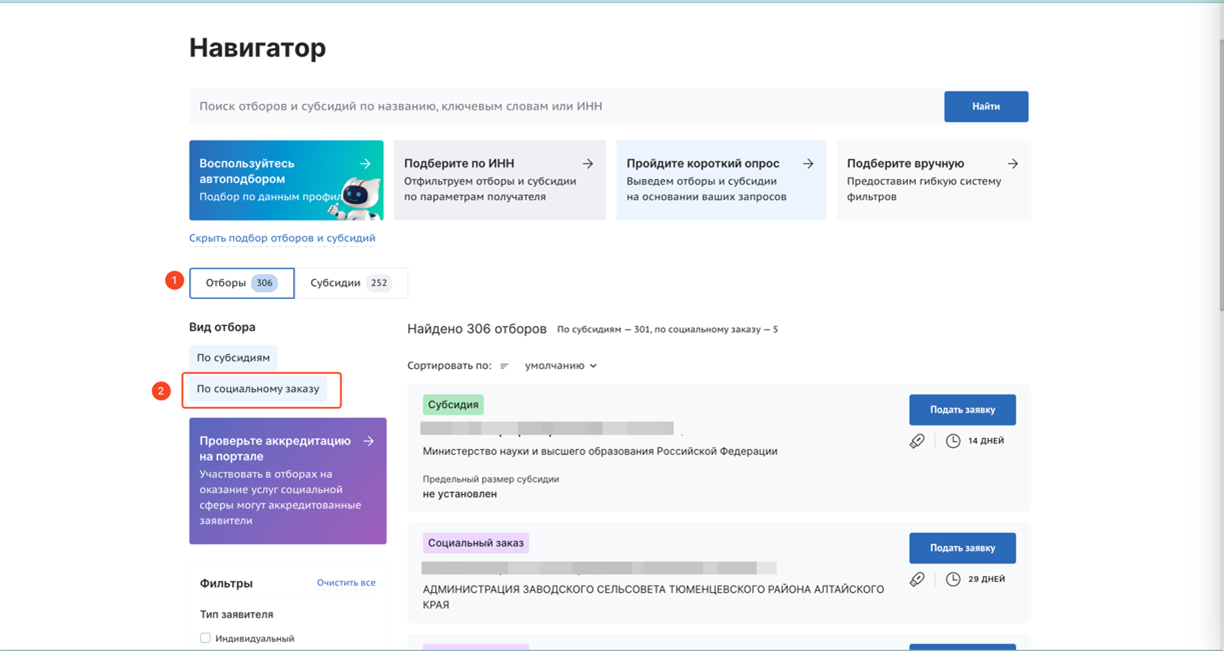 Навигатор
Поиск отборов и субсидий по названию, ключевым словам или ИНН
Найти
Воспользуйтесь
автоподбором
Подбор по данным профил
Подберите по ИНН
Отфильтруем отборы и субсидии
по параметрам получателя
Пройдите короткий опрос
Выведем отборы и субсидии
на основании ваших запросов
Подберите вручную
Предоставим гибкую систему
фильтров
Скрыть подбор отборов и субсидий
1
Отборы 306
Субсидии 252
Вид отбора
По субсидиям
2
По социальному заказу
Проверьте аккредитацию
на портале
Участвовать в отборах на
оказание услуг социальной
сферы могут аккредитованные
заявители
Фильтры
Очистить все
Тип заявителя
Индивидуальный
Найдено 306 отборов По субсидиям – 301, по социальному заказу – 5
Сортировать по: умолчанию
Субсидия
Министерство науки и высшего образования Российской Федерации
Предельный размер субсидии
не установлен
Подать заявку
14 ДНЕЙ
Социальный заказ
АДМИНИСТРАЦИЯ ЗАВОДСКОГО СЕЛЬСОВЕТА ТЮМЕНЦЕВСКОГО РАЙОНА АЛТАЙСКОГО
КРАЯ
Подать заявку
29 ДНЕЙ